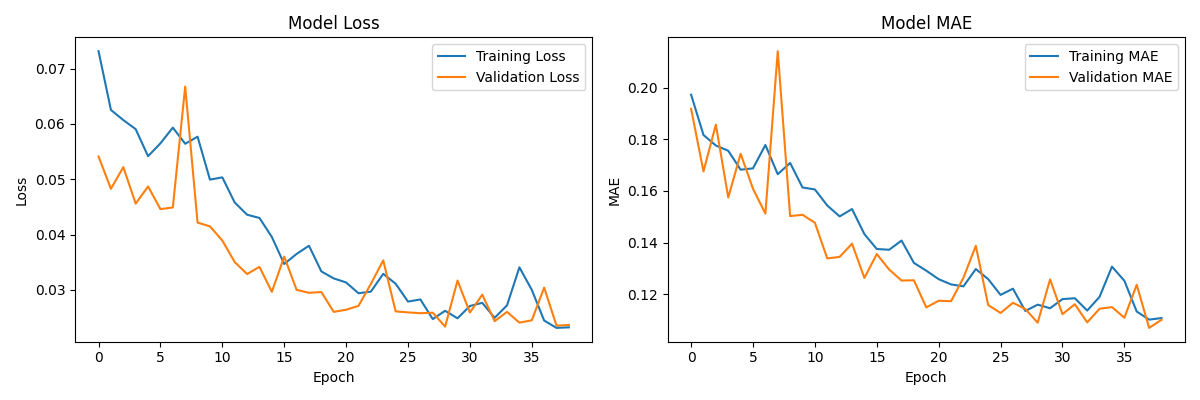 Model Loss
Training Loss
Validation Loss
0.07
0.06
0.05
0.04
0.03
Loss
0 5 10 15 20 25 30 35
Epoch
Model MAE
Training MAE
Validation MAE
0.20
0.18
0.16
0.14
0.12
MAE
0 5 10 15 20 25 30 35
Epoch